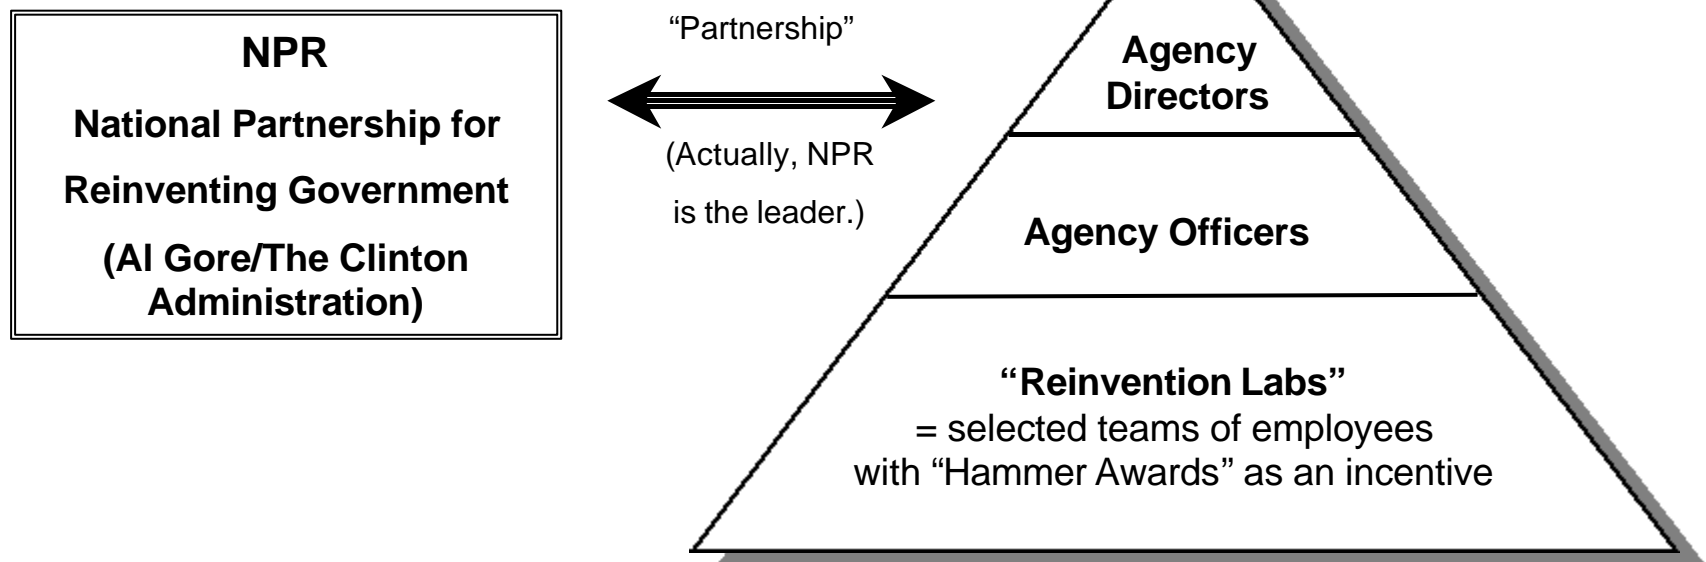 NPR
National Partnership for
Reinventing Government
(Al Gore/The Clinton
Administration)
“Partnership”
(Actually, NPR
is the leader.)
Agency
Directors
Agency Officers
“Reinvention Labs”
= selected teams of employees
with “Hammer Awards” as an incentive